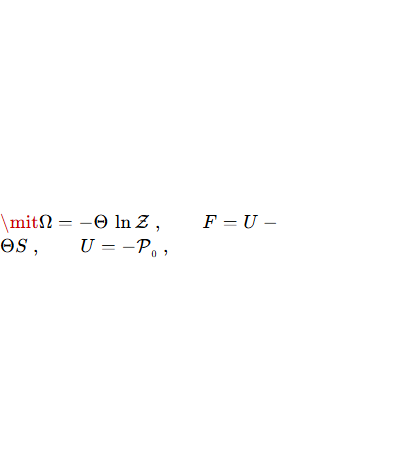 \mitΩ = −Θ ln 𝒵 , F = U −
ΘS , U = −𝒫₀ ,